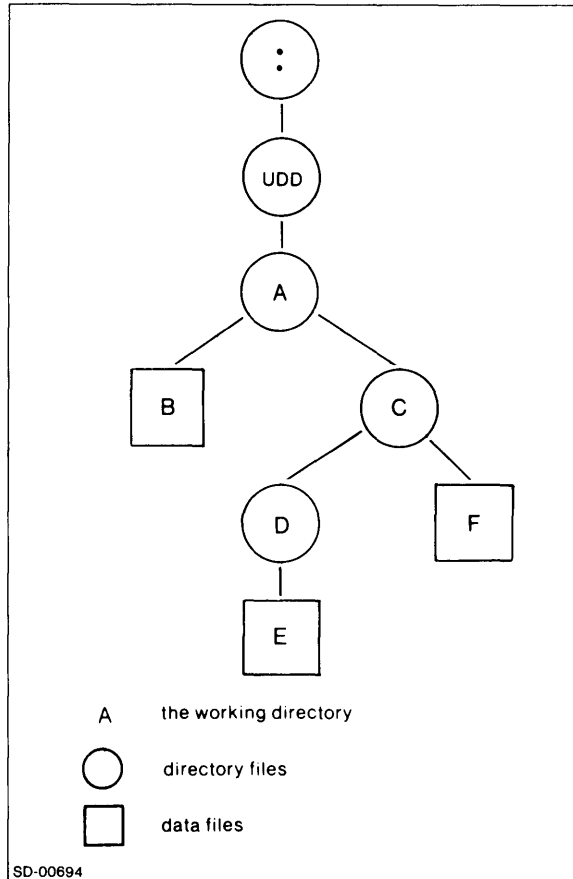 :
UDD
A
B
C
D
F
E
A the working directory
directory files
data files
SD-00694